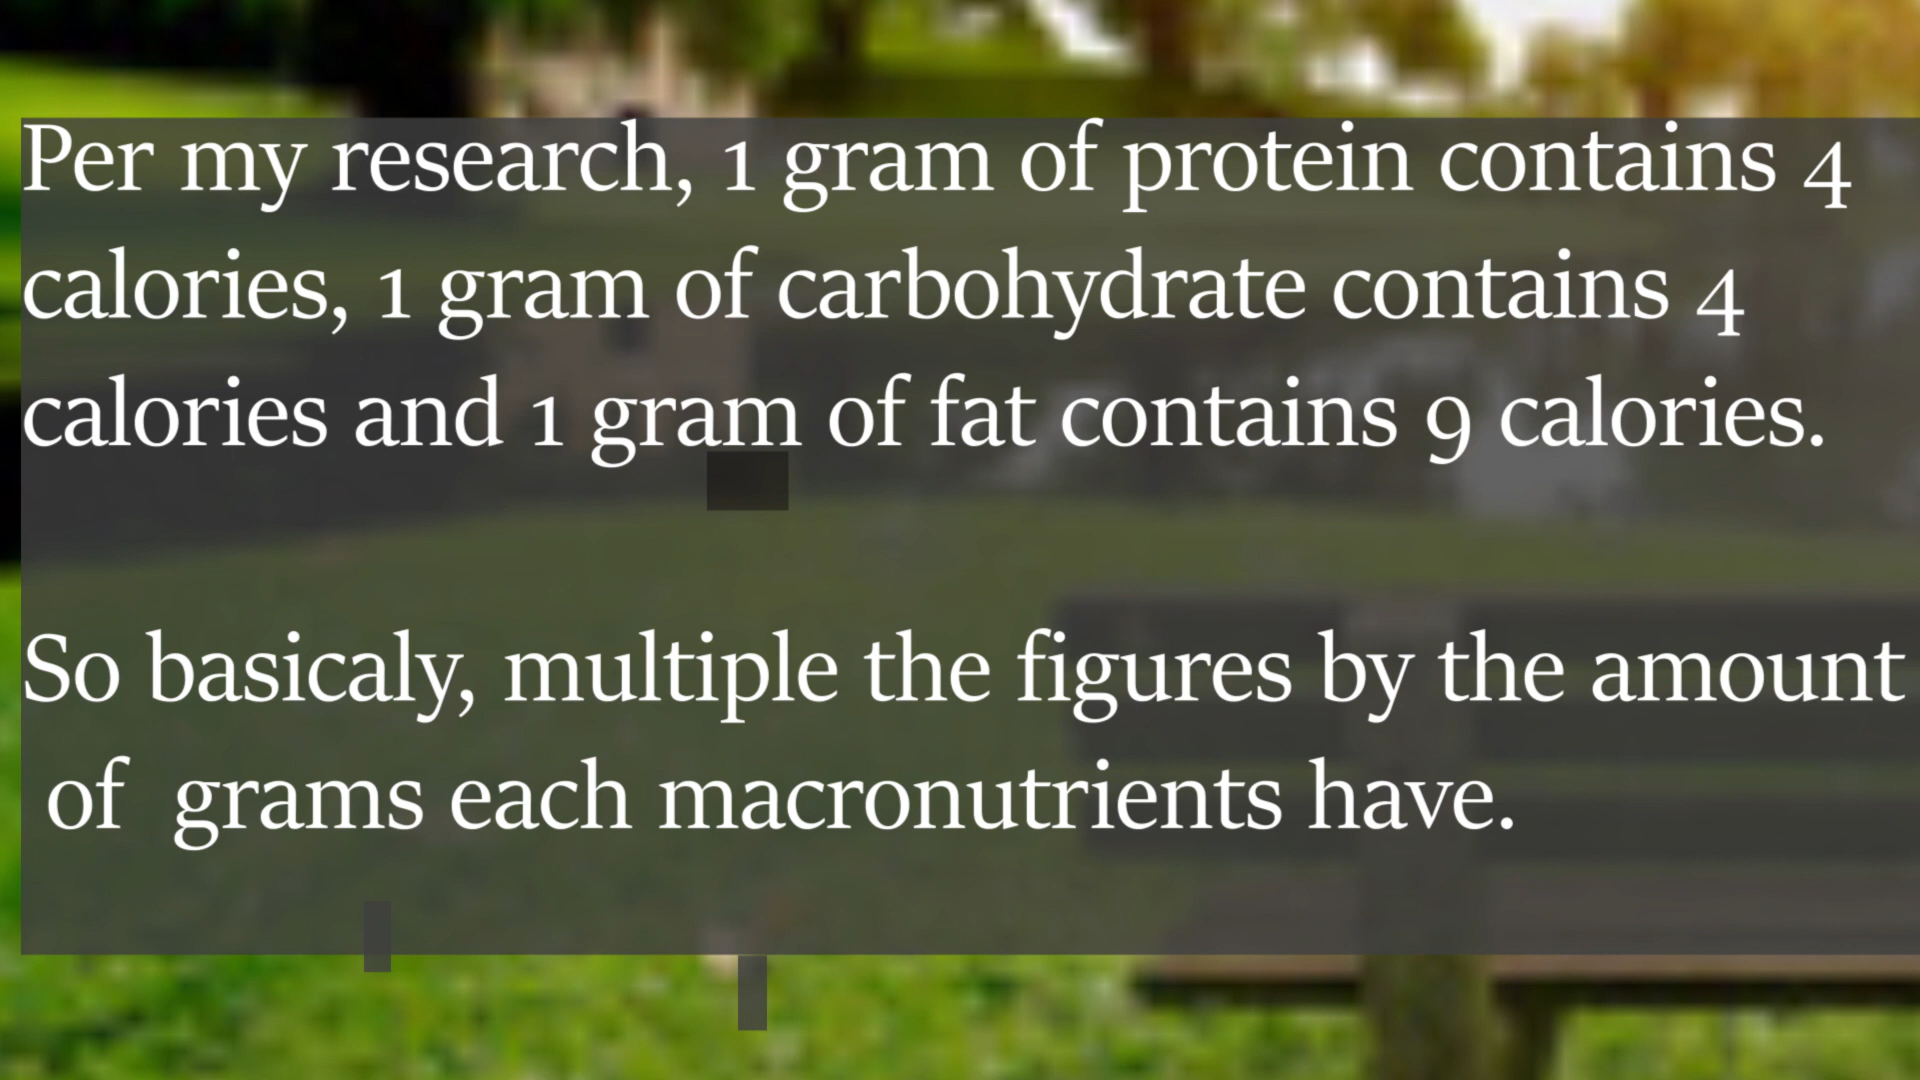 Per my research, 1 gram of protein contains 4
calories, 1 gram of carbohydrate contains 4
calories and 1 gram of fat contains 9 calories.
So basicaly, multiple the figures by the amount
of grams each macronutrients have.